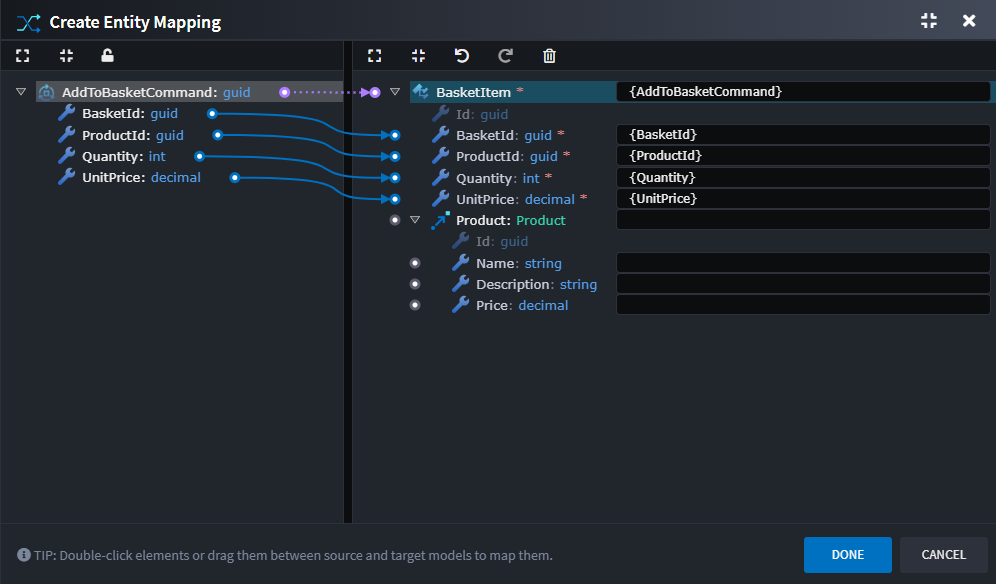 Create Entity Mapping
AddToBasketCommand: guid
BasketId: guid
ProductId: guid
Quantity: int
UnitPrice: decimal
BasketItem * {AddToBasketCommand}
Id: guid
BasketId: guid * {BasketId}
ProductId: guid * {ProductId}
Quantity: int * {Quantity}
UnitPrice: decimal * {UnitPrice}
Product: Product
Id: guid
Name: string
Description: string
Price: decimal
TIP: Double-click elements or drag them between source and target models to map them.
DONE
CANCEL